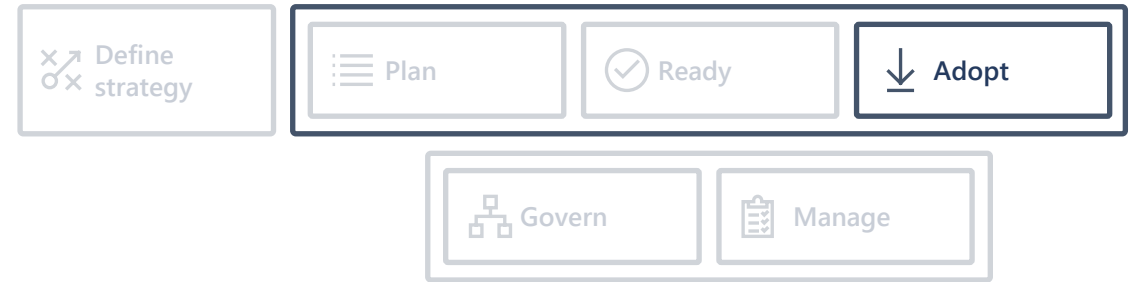 Define
strategy
Plan
Ready
Adopt
Govern
Manage